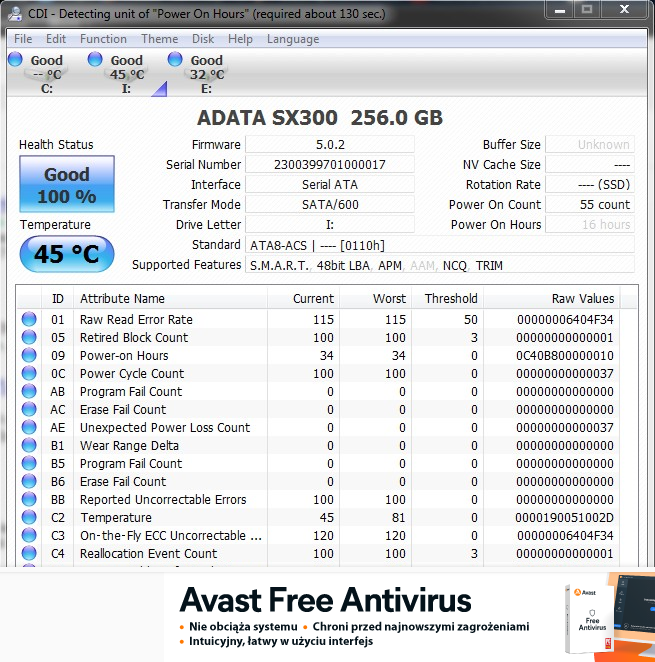 CDI - Detecting unit of "Power On Hours" (required about 130 sec.)
File Edit Function Theme Disk Help Language
Good Good Good
-- °C 45 °C 32 °C
C: I: E:
ADATA SX300 256.0 GB
Health Status
Good
100 %
Temperature
45 °C
Firmware 5.0.2 Buffer Size Unknown
Serial Number 2300399701000017 NV Cache Size ----
Interface Serial ATA Rotation Rate ---- (SSD)
Transfer Mode SATA/600 Power On Count 55 count
Drive Letter I: Power On Hours 16 hours
Standard ATA8-ACS | ---- [0110h]
Supported Features S.M.A.R.T., 48bit LBA, APM, AAM, NCQ, TRIM
ID Attribute Name Current Worst Threshold Raw Values
01 Raw Read Error Rate 115 115 50 00000006404F34
05 Retired Block Count 100 100 3 00000000000001
09 Power-on Hours 34 34 0 0C40B800000010
0C Power Cycle Count 100 100 0 00000000000037
AB Program Fail Count 0 0 0 00000000000000
AC Erase Fail Count 0 0 0 00000000000000
AE Unexpected Power Loss Count 0 0 0 00000000000037
B1 Wear Range Delta 0 0 0 00000000000000
B5 Program Fail Count 0 0 0 00000000000000
B6 Erase Fail Count 0 0 0 00000000000000
BB Reported Uncorrectable Errors 100 100 0 00000000000000
C2 Temperature 45 81 0 0000190051002D
C3 On-the-Fly ECC Uncorrectable ... 120 120 0 00000006404F34
C4 Reallocation Event Count 100 100 3 00000000000001
Avast Free Antivirus
• Nie obciąża systemu • Chroni przed najnowszymi zagrożeniami
• Intuicyjny, łatwy w użyciu interfejs
Avast
Free
Antivirus